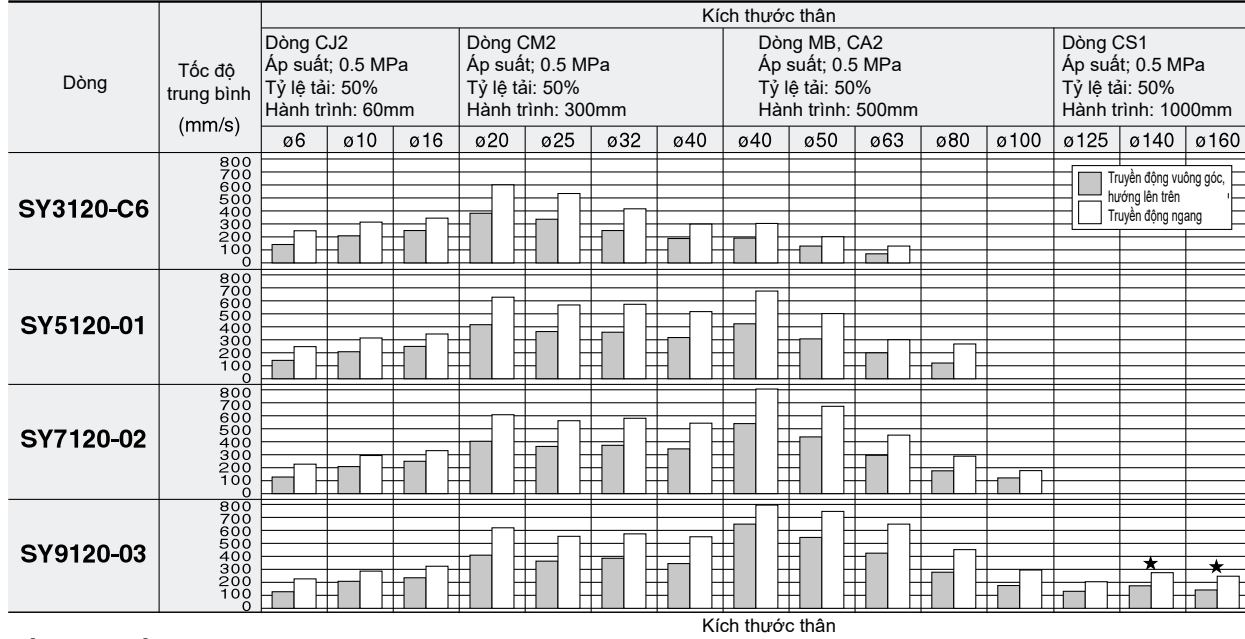 Kích thước thân
Dòng
Tốc độ
trung bình
(mm/s)
Dòng CJ2
Áp suất; 0.5 MPa
Tỷ lệ tải: 50%
Hành trình: 60mm
Dòng CM2
Áp suất; 0.5 MPa
Tỷ lệ tải: 50%
Hành trình: 300mm
Dòng MB, CA2
Áp suất; 0.5 MPa
Tỷ lệ tải: 50%
Hành trình: 500mm
Dòng CS1
Áp suất; 0.5 MPa
Tỷ lệ tải: 50%
Hành trình: 1000mm
ø6 ø10 ø16 ø20 ø25 ø32 ø40 ø40 ø50 ø63 ø80 ø100 ø125 ø140 ø160
SY3120-C6
800
700
600
500
400
300
200
100
0
Truyền động vuông góc,
hướng lên trên
Truyền động ngang
SY5120-01
800
700
600
500
400
300
200
100
0
SY7120-02
800
700
600
500
400
300
200
100
0
SY9120-03
800
700
600
500
400
300
200
100
0
★ ★
Kích thước thân